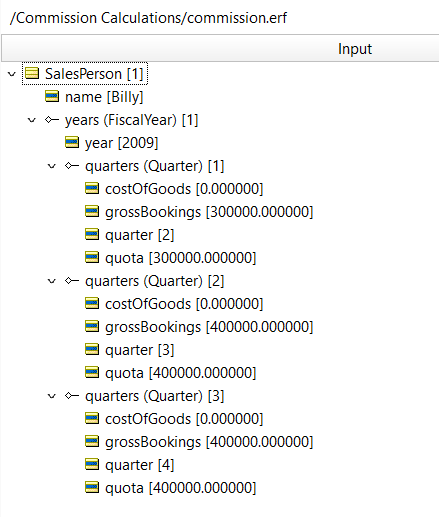 /Commission Calculations/commission.erf
Input
SalesPerson [1]
name [Billy]
years (FiscalYear) [1]
year [2009]
quarters (Quarter) [1]
costOfGoods [0.000000]
grossBookings [300000.000000]
quarter [2]
quota [300000.000000]
quarters (Quarter) [2]
costOfGoods [0.000000]
grossBookings [400000.000000]
quarter [3]
quota [400000.000000]
quarters (Quarter) [3]
costOfGoods [0.000000]
grossBookings [400000.000000]
quarter [4]
quota [400000.000000]